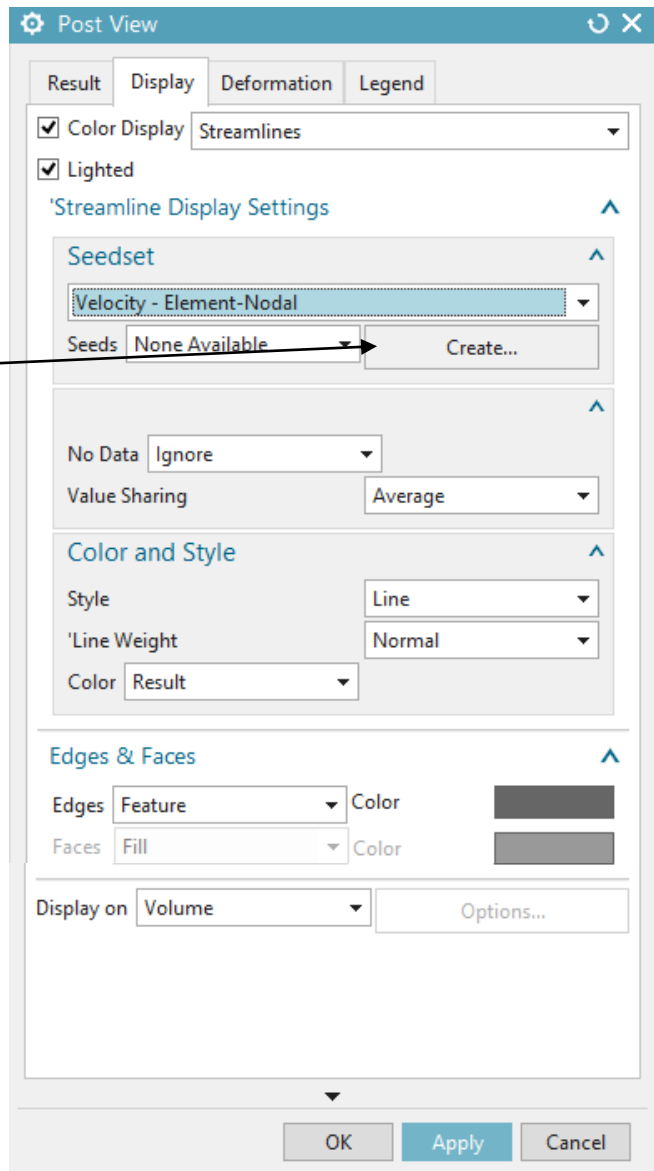 Post View
Result Display Deformation Legend
Color Display Streamlines
Lighted
'Streamline Display Settings
Seedset
Velocity - Element-Nodal
Seeds None Available Create...
No Data Ignore
Value Sharing Average
Color and Style
Style Line
'Line Weight Normal
Color Result
Edges & Faces
Edges Feature Color
Faces Fill Color
Display on Volume Options...
OK Apply Cancel